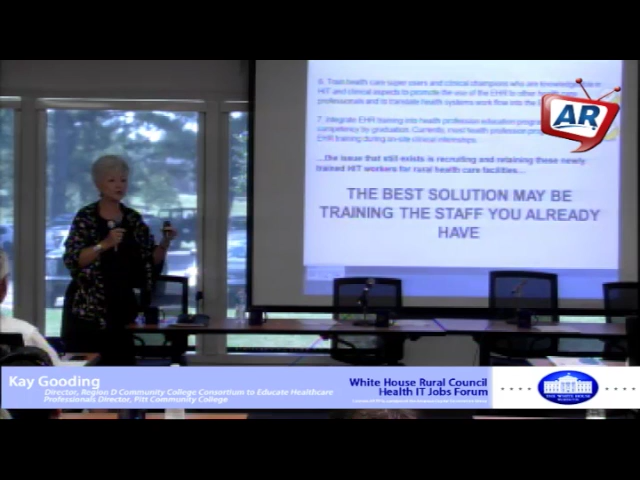 6. Train health care super users and clinical champions who are knowledgeable in
HIT and clinical aspects to promote the use of the EHR to other
professionals and to translate health systems work flow into the
7. Integrate EHR training into health profession education
competency by graduation. Currently, most health profession
EHR training during on-site clinical internships.
...the issue that still exists is recruiting and retaining these newly
trained HIT workers for rural health care facilities...
THE BEST SOLUTION MAY BE
TRAINING THE STAFF YOU ALREADY
HAVE
AR
Kay Gooding
Director, Region D Community College Consortium to Educate Healthcare
Professionals Director, Pitt Community College
White House Rural Council
Health IT Jobs Forum
THE WHITE HOUSE
WASHINGTON